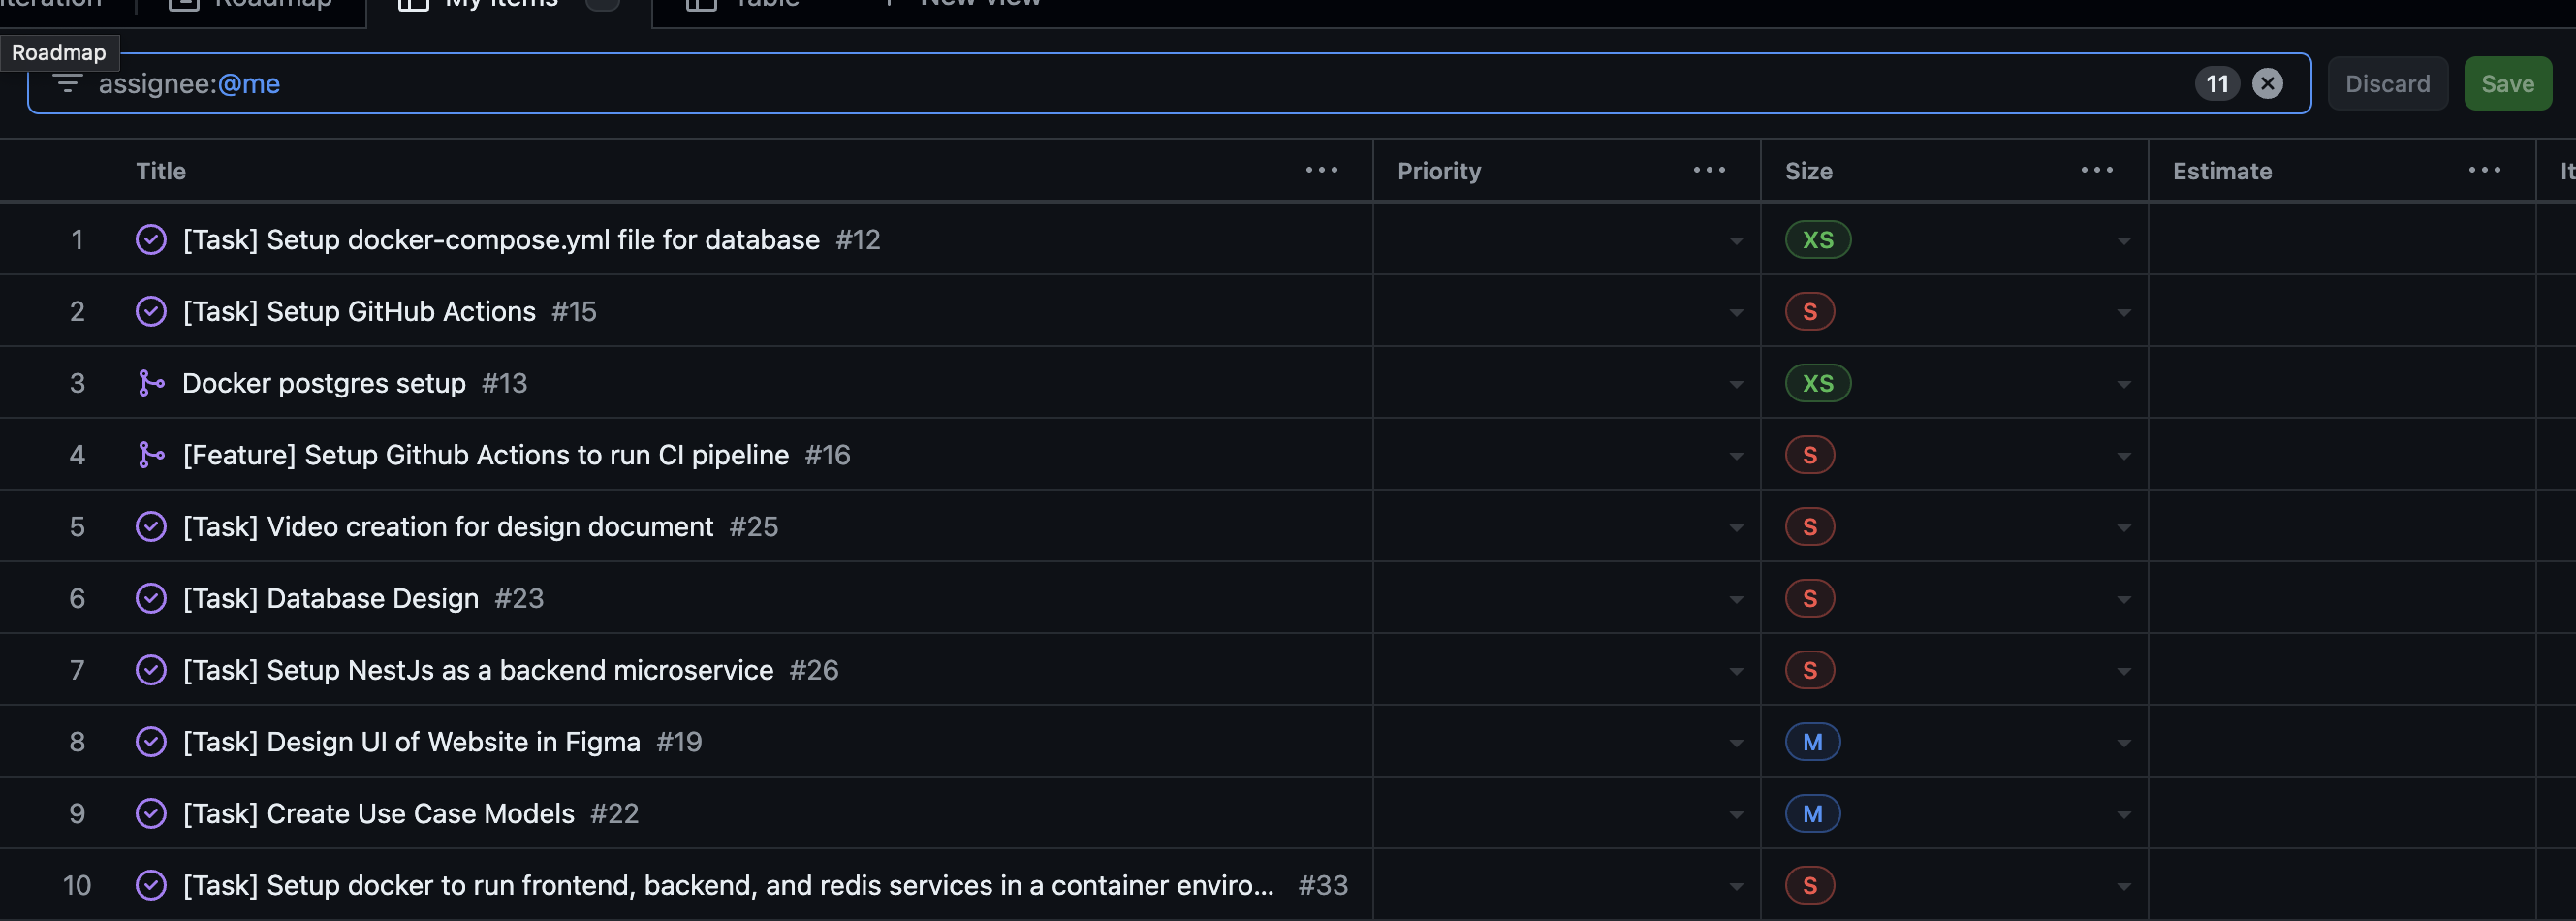 iteration Roadmap My items Table + New view
Roadmap
assignee:@me 11 Discard Save
Title Priority Size Estimate It
1 [Task] Setup docker-compose.yml file for database #12 XS
2 [Task] Setup GitHub Actions #15 S
3 Docker postgres setup #13 XS
4 [Feature] Setup Github Actions to run CI pipeline #16 S
5 [Task] Video creation for design document #25 S
6 [Task] Database Design #23 S
7 [Task] Setup NestJs as a backend microservice #26 S
8 [Task] Design UI of Website in Figma #19 M
9 [Task] Create Use Case Models #22 M
10 [Task] Setup docker to run frontend, backend, and redis services in a container enviro... #33 S